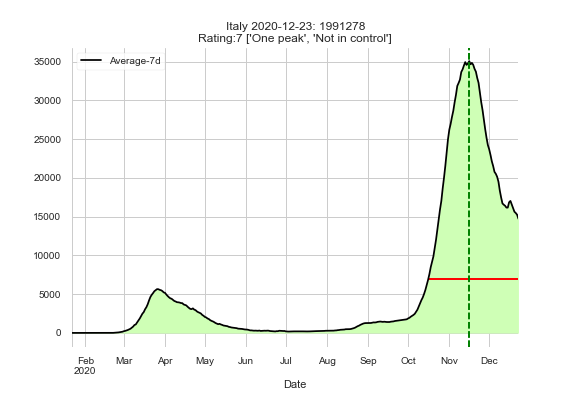 Italy 2020-12-23: 1991278
Rating:7 ['One peak', 'Not in control']
Average-7d
35000
30000
25000
20000
15000
10000
5000
0
Feb Mar Apr May Jun Jul Aug Sep Oct Nov Dec
2020
Date